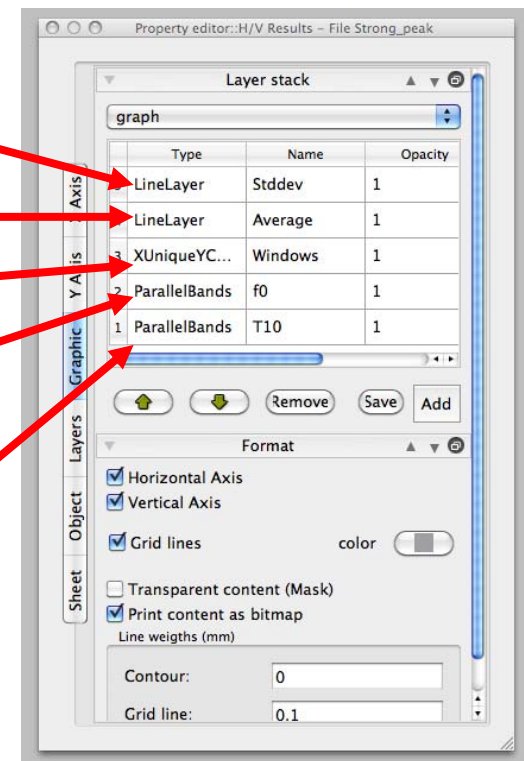 Property editor::H/V Results – File Strong_peak
Layer stack
graph
Type Name Opacity
LineLayer Stddev 1
LineLayer Average 1
3 XUniqueYC... Windows 1
2 ParallelBands f0 1
1 ParallelBands T10 1
Remove Save Add
Format
Horizontal Axis
Vertical Axis
Grid lines color
Transparent content (Mask)
Print content as bitmap
Line weigths (mm)
Contour: 0
Grid line: 0.1
Axis
Y Axis
Graphic
Layers
Object
Sheet